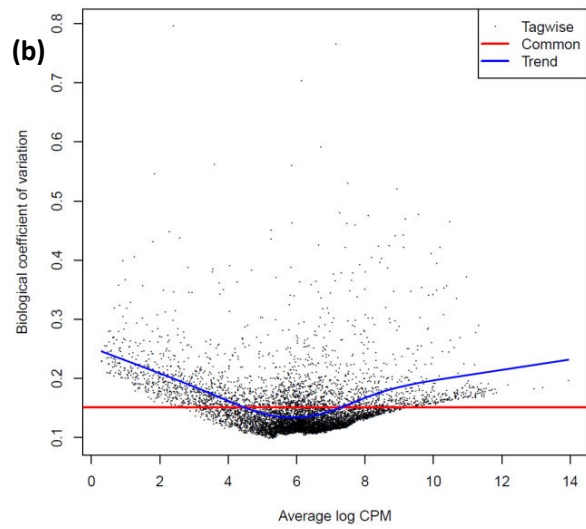 (b)
Tagwise
Common
Trend
Biological coefficient of variation
0.8
0.7
0.6
0.5
0.4
0.3
0.2
0.1
0 2 4 6 8 10 12 14
Average log CPM